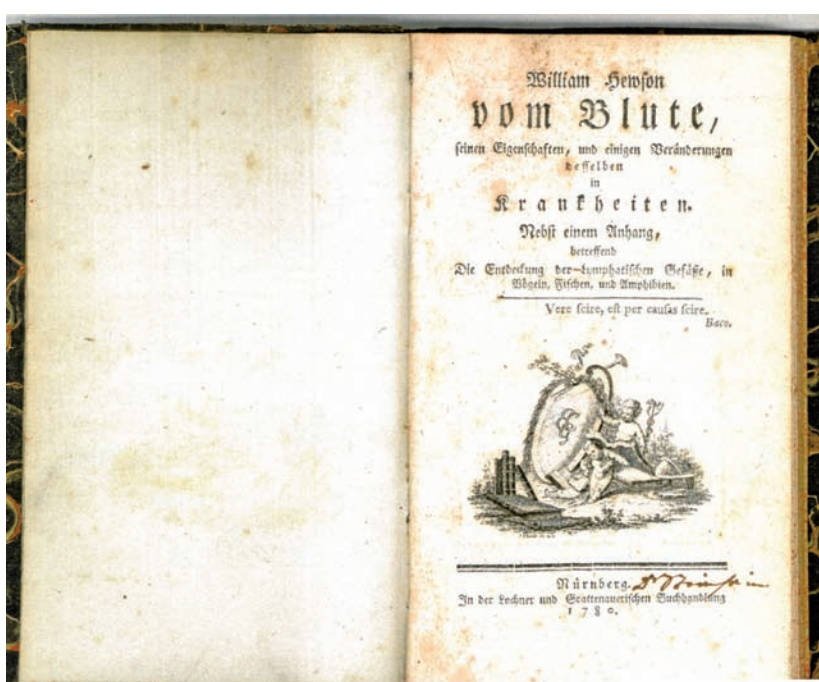 William Hewson
vom Blute,
seinen Eigenschaften, und einigen Veränderungen
desselben
in
Krankheiten.
Nebst einem Anhang,
betreffend
Die Entdeckung der Lymphatischen Gefäße, in
Vögeln, Fischen, und Amphibien.
Vere scire, est per causas scire.
Baco.
Nürnberg.
In der Lochner und Grattenauerischen Buchhandlung
1780.